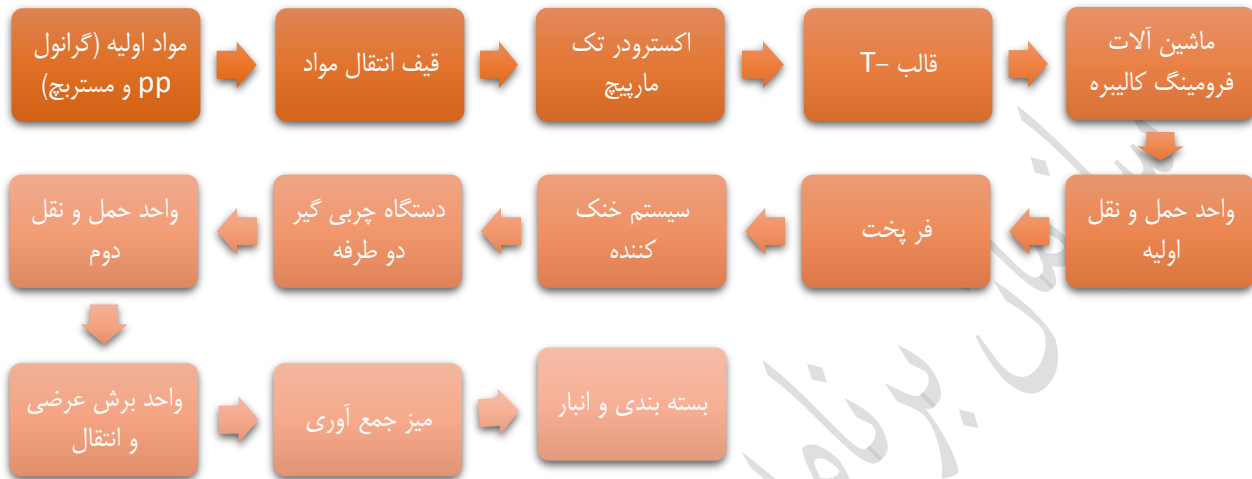 مواد اولیه (گرانول
pp و مستربچ)
قیف انتقال مواد
اکسترودر تک
مارپیچ
قالب –T
ماشین آلات
فرومینگ کالیبره
واحد حمل و نقل
اولیه
فر پخت
سیستم خنک
کننده
دستگاه چربی گیر
دو طرفه
واحد حمل و نقل
دوم
واحد برش عرضی
و انتقال
میز جمع آوری
بسته بندی و انبار